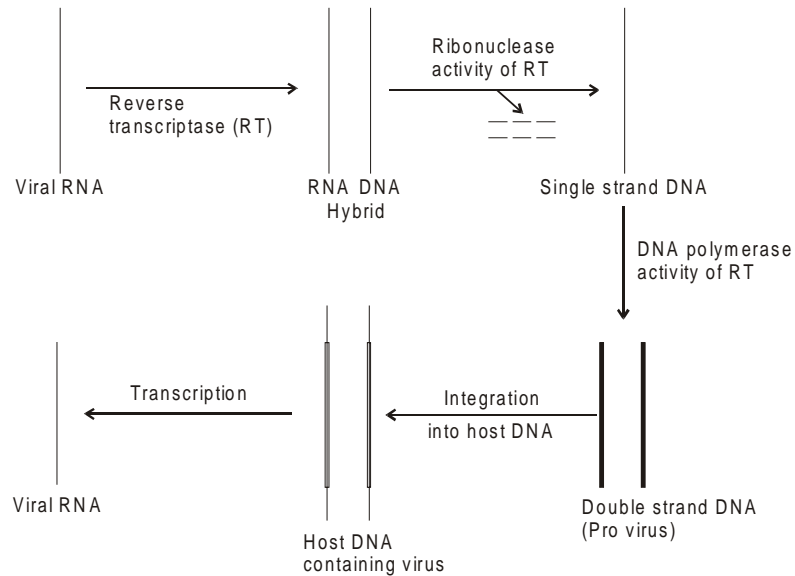 Ribonuclease
activity of RT
Reverse
transcriptase (RT)
Viral RNA
RNA DNA
Hybrid
Single strand DNA
DNA polymerase
activity of RT
Transcription
Integration
into host DNA
Viral RNA
Host DNA
containing virus
Double strand DNA
(Pro virus)